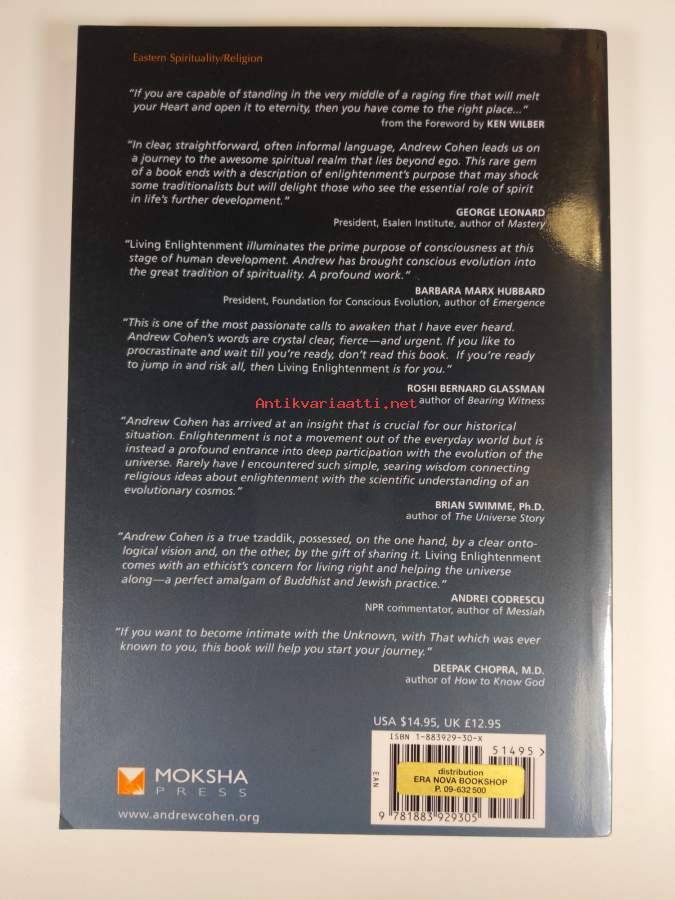 Eastern Spirituality/Religion
"If you are capable of standing in the very middle of a raging fire that will melt
your Heart and open it to eternity, then you have come to the right place..."
from the Foreword by KEN WILBER
"In clear, straightforward, often informal language, Andrew Cohen leads us on
a journey to the awesome spiritual realm that lies beyond ego. This rare gem
of a book ends with a description of enlightenment's purpose that may shock
some traditionalists but will delight those who see the essential role of spirit
in life's further development."
GEORGE LEONARD
President, Esalen Institute, author of Mastery
"Living Enlightenment illuminates the prime purpose of consciousness at this
stage of human development. Andrew has brought conscious evolution into
the great tradition of spirituality. A profound work."
BARBARA MARX HUBBARD
President, Foundation for Conscious Evolution, author of Emergence
"This is one of the most passionate calls to awaken that I have ever heard.
Andrew Cohen's words are crystal clear, fierce—and urgent. If you like to
procrastinate and wait till you're ready, don't read this book. If you're ready
to jump in and risk all, then Living Enlightenment is for you."
ROSHI BERNARD GLASSMAN
Antikvariaatti.net
author of Bearing Witness
"Andrew Cohen has arrived at an insight that is crucial for our historical
situation. Enlightenment is not a movement out of the everyday world but is
instead a profound entrance into deep participation with the evolution of the
universe. Rarely have I encountered such simple, searing wisdom connecting
religious ideas about enlightenment with the scientific understanding of an
evolutionary cosmos."
BRIAN SWIMME, Ph.D.
author of The Universe Story
"Andrew Cohen is a true tzaddik, possessed, on the one hand, by a clear onto-
logical vision and, on the other, by the gift of sharing it. Living Enlightenment
comes with an ethicist's concern for living right and helping the universe
along—a perfect amalgam of Buddhist and Jewish practice."
ANDREI CODRESCU
NPR commentator, author of Messiah
"If you want to become intimate with the Unknown, with That which was ever
known to you, this book will help you start your journey."
DEEPAK CHOPRA, M.D.
author of How to Know God
USA $14.95, UK £12.95
ISBN 1-883929-30-X
51495>
EAN
distribution
ERA NOVA BOOKSHOP
P. 09-632 500
9 781883 929305
MOKSHA
PRESS
www.andrewcohen.org